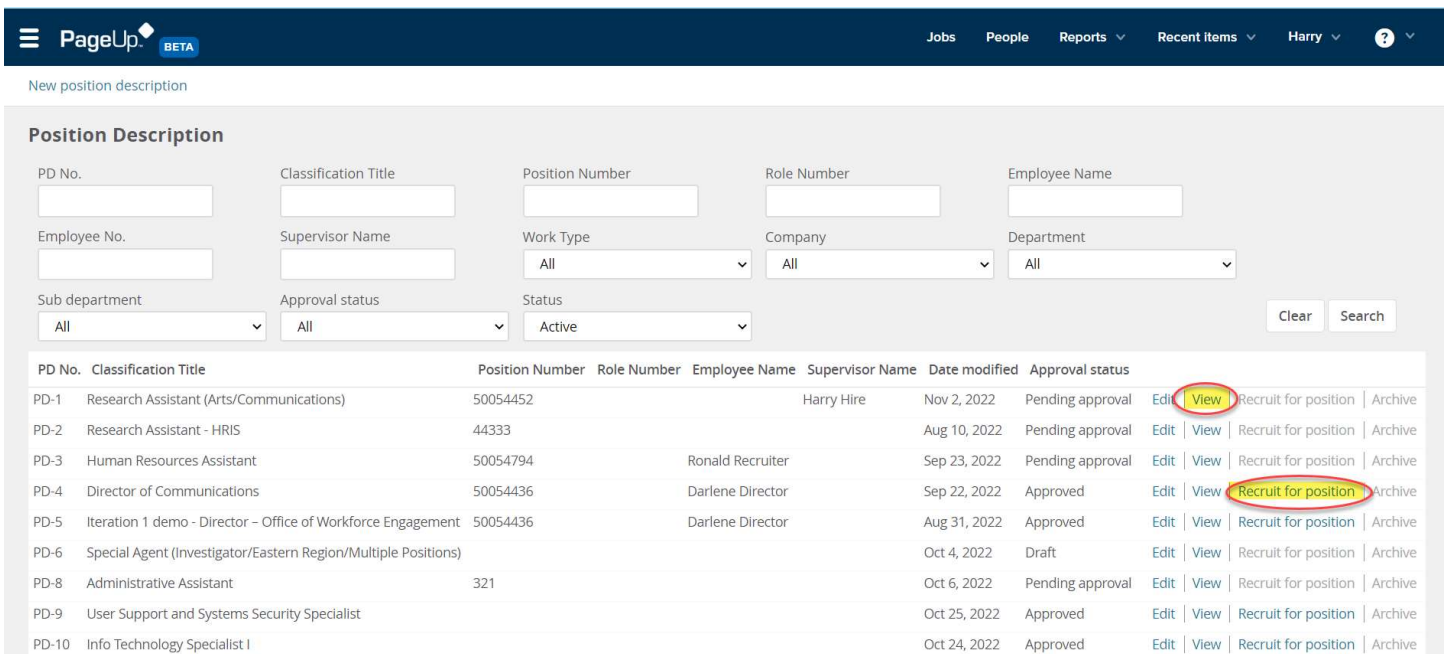 PageUp BETA Jobs People Reports Recent items Harry ?
New position description
Position Description
PD No. Classification Title Position Number Role Number Employee Name
Employee No. Supervisor Name Work Type Company Department
All All All
Sub department Approval status Status
All All Active Clear Search
PD No. Classification Title Position Number Role Number Employee Name Supervisor Name Date modified Approval status
PD-1 Research Assistant (Arts/Communications) 50054452 Harry Hire Nov 2, 2022 Pending approval Edit | View | Recruit for position | Archive
PD-2 Research Assistant - HRIS 44333 Aug 10, 2022 Pending approval Edit | View | Recruit for position | Archive
PD-3 Human Resources Assistant 50054794 Ronald Recruiter Sep 23, 2022 Pending approval Edit | View | Recruit for position | Archive
PD-4 Director of Communications 50054436 Darlene Director Sep 22, 2022 Approved Edit | View | Recruit for position | Archive
PD-5 Iteration 1 demo - Director – Office of Workforce Engagement 50054436 Darlene Director Aug 31, 2022 Approved Edit | View | Recruit for position | Archive
PD-6 Special Agent (Investigator/Eastern Region/Multiple Positions) Oct 4, 2022 Draft Edit | View | Recruit for position | Archive
PD-8 Administrative Assistant 321 Oct 6, 2022 Pending approval Edit | View | Recruit for position | Archive
PD-9 User Support and Systems Security Specialist Oct 25, 2022 Approved Edit | View | Recruit for position | Archive
PD-10 Info Technology Specialist I Oct 24, 2022 Approved Edit | View | Recruit for position | Archive